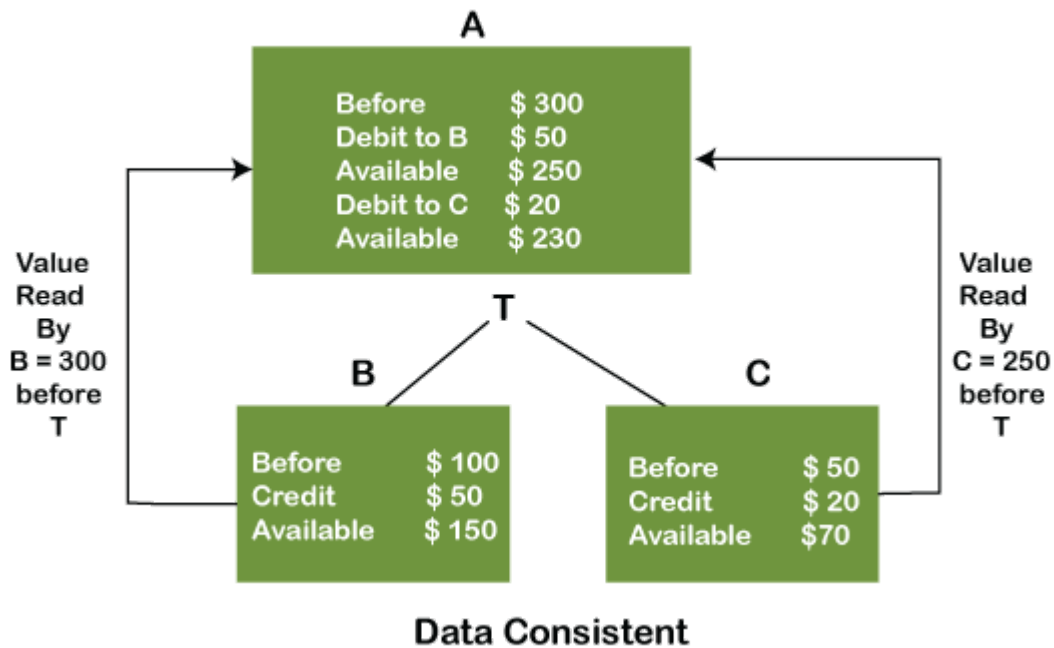 A
Before $ 300
Debit to B $ 50
Available $ 250
Debit to C $ 20
Available $ 230
Value
Read
By
B = 300
before
T
T
Value
Read
By
C = 250
before
T
B
Before $ 100
Credit $ 50
Available $ 150
C
Before $ 50
Credit $ 20
Available $70
Data Consistent